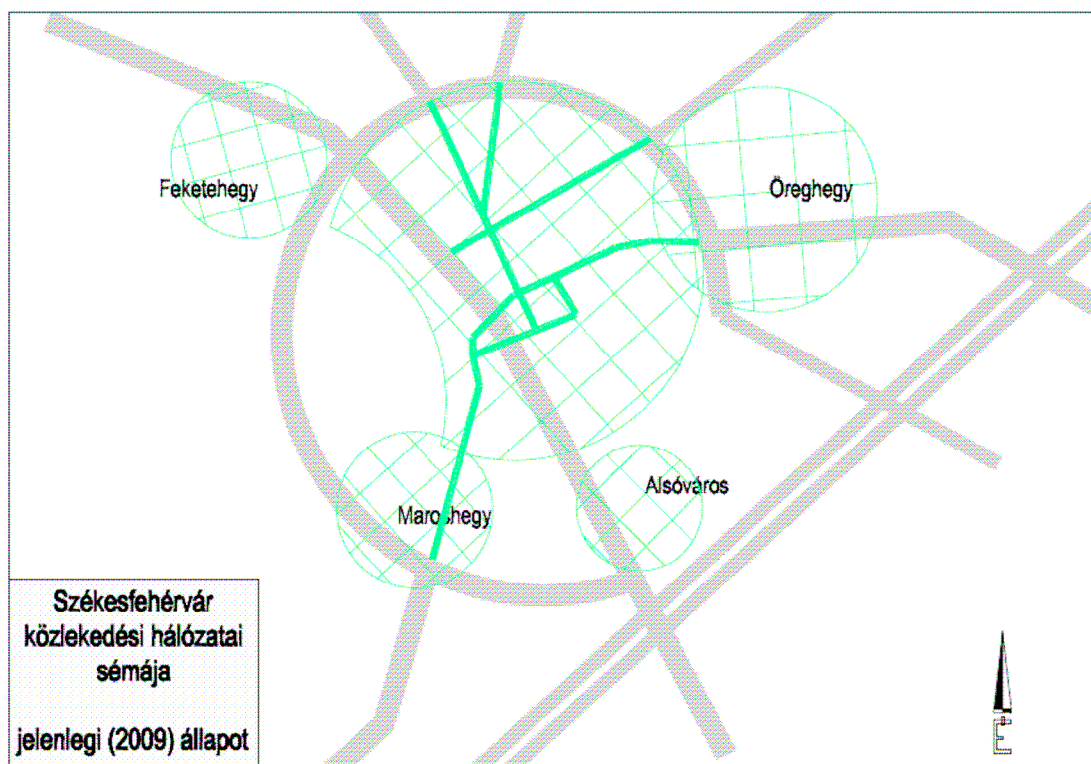 Feketehegy
Öreghegy
Alsóváros
Maroshegy
Székesfehérvár
közlekedési hálózatai
sémája
jelenlegi (2009) állapot
É